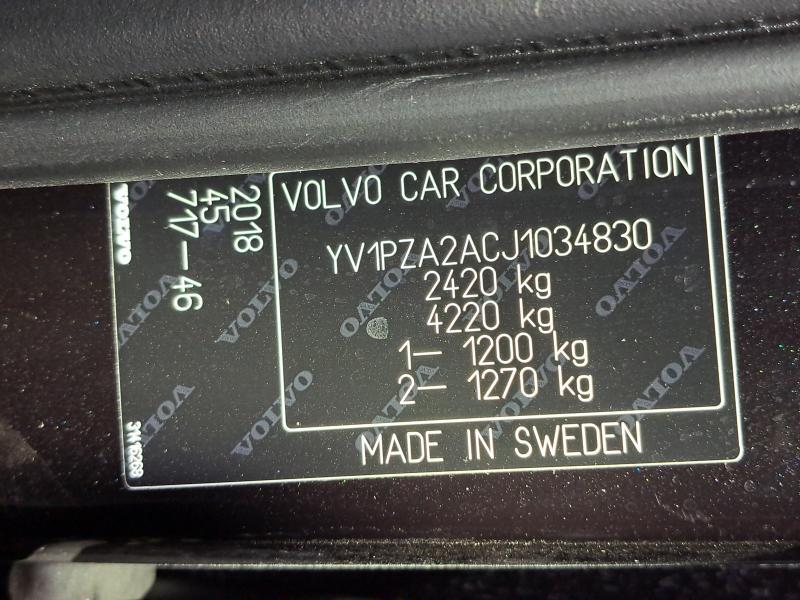 VOLVO CAR CORPORATION
YV1PZA2ACJ1034830
2420 kg
4220 kg
1– 1200 kg
2– 1270 kg
MADE IN SWEDEN
2018
45
717–46
VOLVO